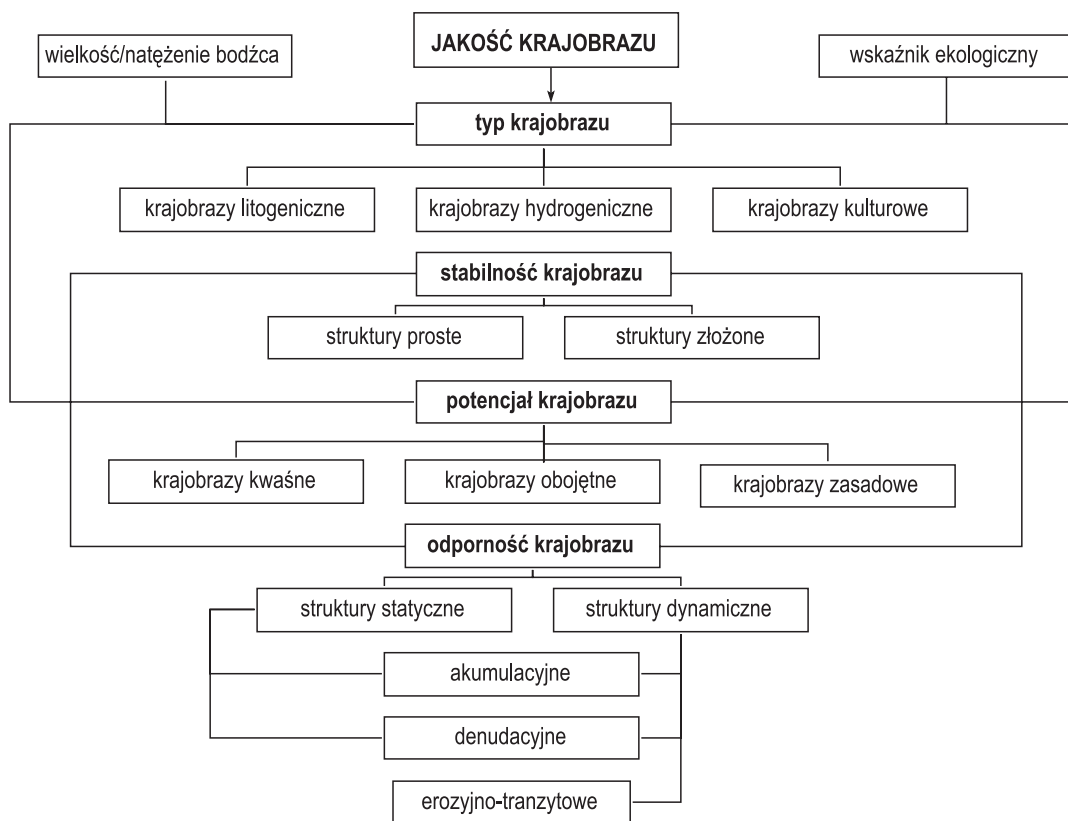 wielkość/natężenie bodźca
JAKOŚĆ KRAJOBRAZU
wskaźnik ekologiczny
typ krajobrazu
krajobrazy litogeniczne
krajobrazy hydrogeniczne
krajobrazy kulturowe
stabilność krajobrazu
struktury proste
struktury złożone
potencjał krajobrazu
krajobrazy kwaśne
krajobrazy obojętne
krajobrazy zasadowe
odporność krajobrazu
struktury statyczne
struktury dynamiczne
akumulacyjne
denudacyjne
erozyjno-tranzytowe